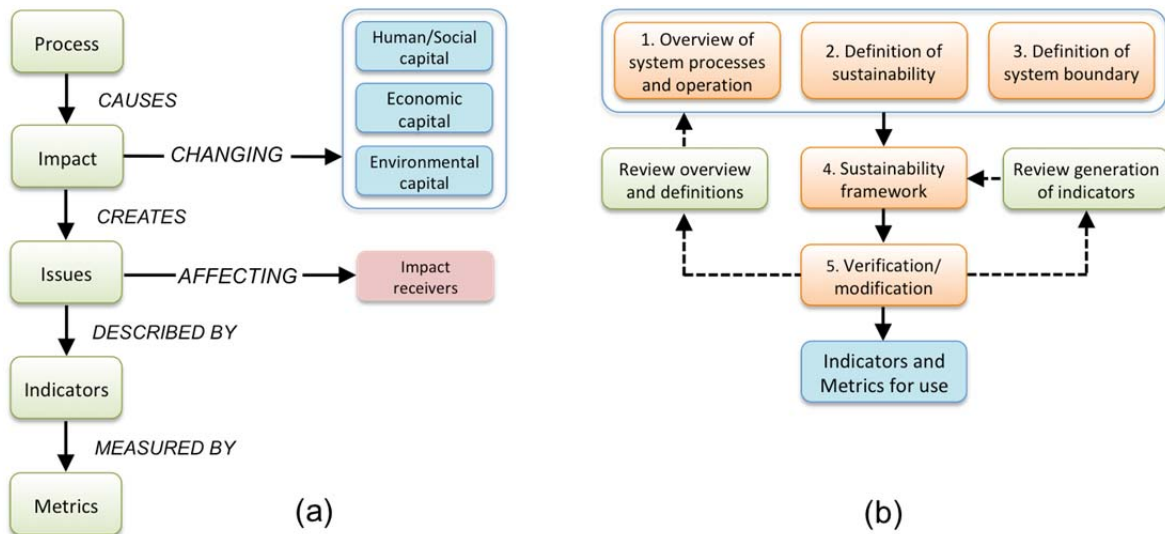 Process
CAUSES
Impact
CHANGING
Human/Social
capital
Economic
capital
Environmental
capital
CREATES
Issues
AFFECTING
Impact
receivers
DESCRIBED BY
Indicators
MEASURED BY
Metrics
(a)
1. Overview of
system processes
and operation
2. Definition of
sustainability
3. Definition of
system boundary
Review overview
and definitions
4. Sustainability
framework
Review generation
of indicators
5. Verification/
modification
Indicators and
Metrics for use
(b)